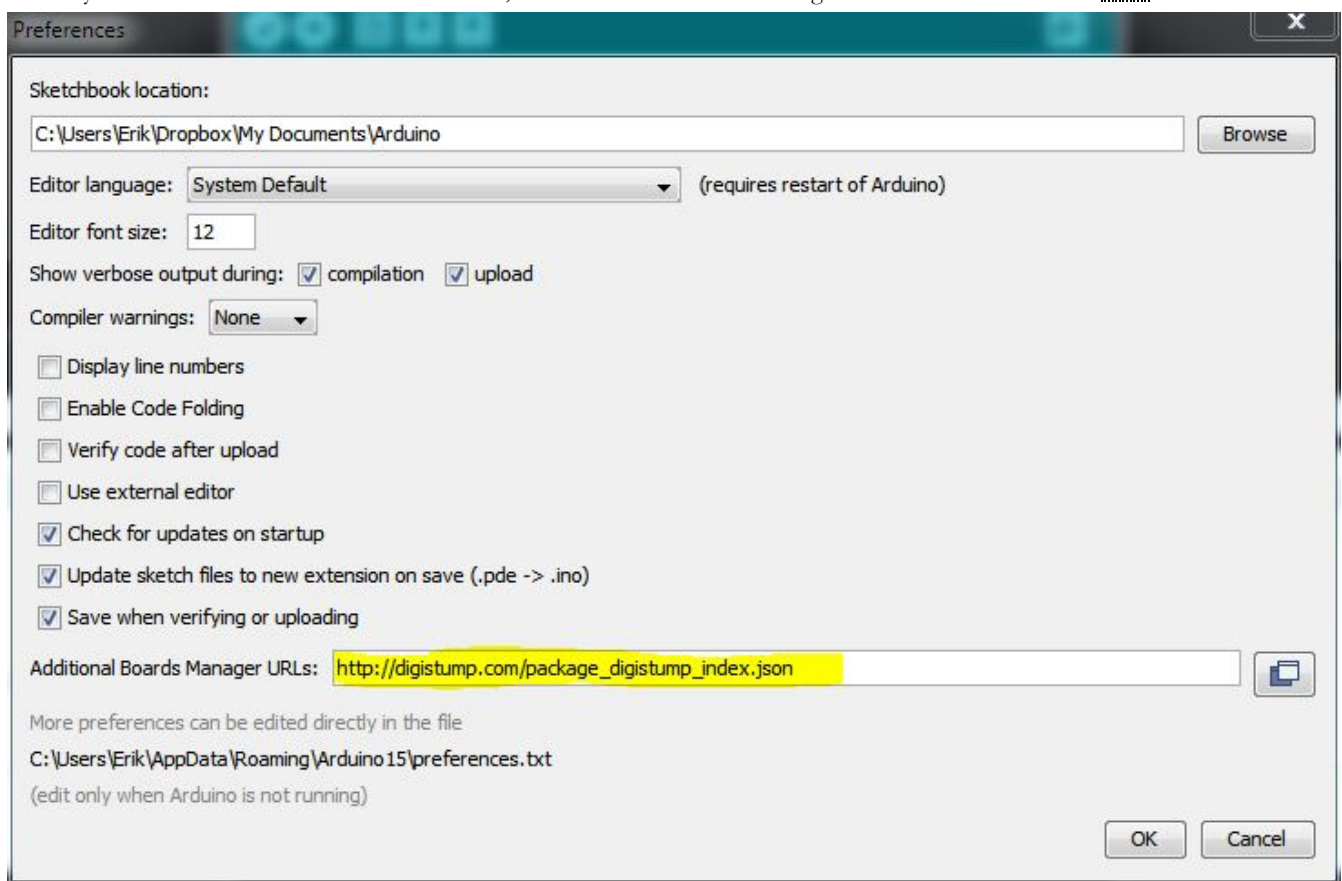 Preferences
x
Sketchbook location:
C:\Users\Erik\Dropbox\My Documents\Arduino
Browse
Editor language: System Default (requires restart of Arduino)
Editor font size: 12
Show verbose output during: compilation upload
Compiler warnings: None
Display line numbers
Enable Code Folding
Verify code after upload
Use external editor
Check for updates on startup
Update sketch files to new extension on save (.pde -> .ino)
Save when verifying or uploading
Additional Boards Manager URLs: http://digistump.com/package_digistump_index.json
More preferences can be edited directly in the file
C:\Users\Erik\AppData\Roaming\Arduino15\preferences.txt
(edit only when Arduino is not running)
OK Cancel